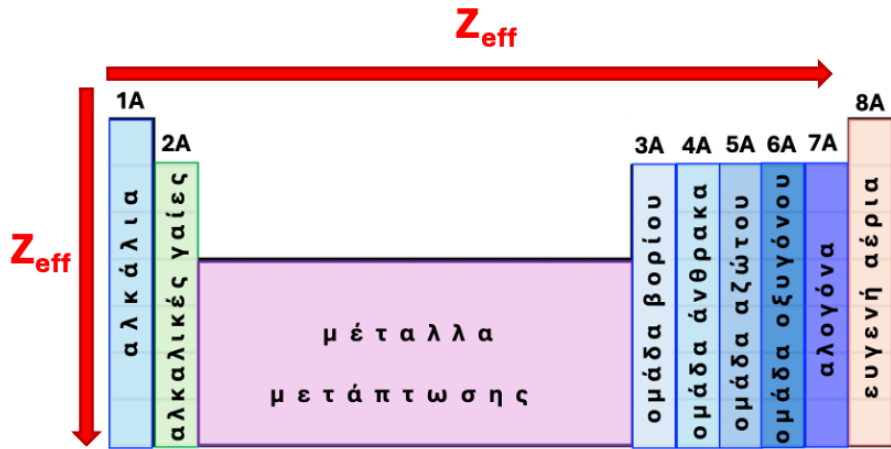 Zeff
1A
8A
2A
3A 4A 5A 6A 7A
Zeff
αλκάλια
αλκαλικές γαίες
μέταλλα
μετάπτωσης
ομάδα βορίου
ομάδα άνθρακα
ομάδα αζώτου
ομάδα οξυγόνου
αλογόνα
ευγενή αέρια